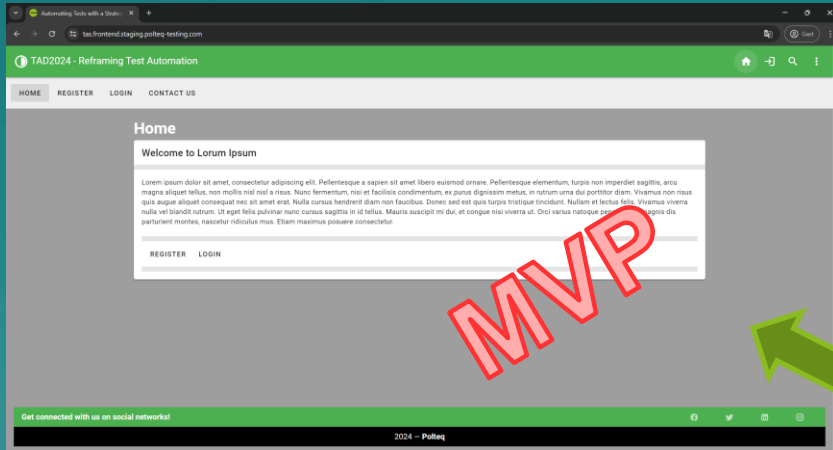 Automating Tests with a Strateg
tas.frontend.staging.polteq-testing.com
Guest
TAD2024 - Reframing Test Automation
HOME REGISTER LOGIN CONTACT US
Home
Welcome to Lorum Ipsum
Lorem ipsum dolor sit amet, consectetur adipiscing elit. Pellentesque a sapien sit amet libero euismod ornare. Pellentesque elementum, turpis non imperdiet sagittis, arcu
magna aliquet tellus, non mollis nisl nisl a risus. Nunc fermentum, nisi et facilisis condimentum, ex purus dignissim metus, in rutrum urna dui porttitor diam. Vivamus non risus
quis augue aliquet consequat nec sit amet erat. Nulla cursus hendrerit diam non faucibus. Donec sed est quis turpis tristique tincidunt. Nullam et lectus felis. Vivamus viverra
nulla vel blandit rutrum. Ut eget felis pulvinar nunc cursus sagittis in id tellus. Mauris suscipit mi dui, et congue nisi viverra ut. Orci varius natoque pe magnis dis
parturient montes, nascetur ridiculus mus. Etiam maximus posuere consectetur.
REGISTER LOGIN
MVP
Get connected with us on social networks!
2024 — Polteq